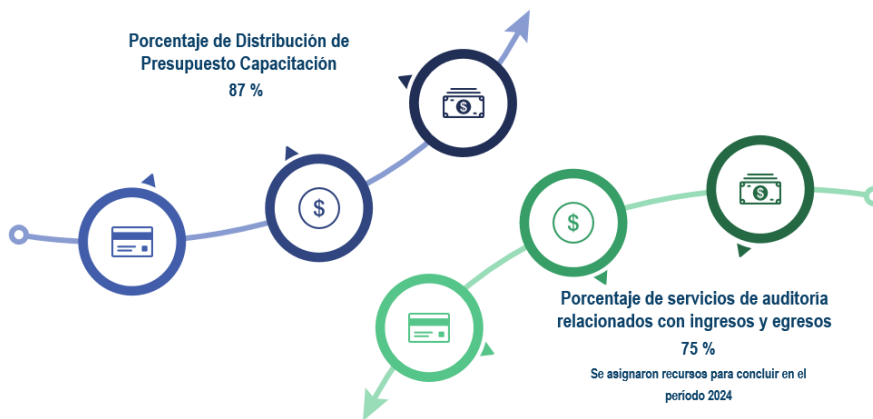 Porcentaje de Distribución de
Presupuesto Capacitación
87 %
$
$
$
$
Porcentaje de servicios de auditoría
relacionados con ingresos y egresos
75 %
Se asignaron recursos para concluir en el
período 2024